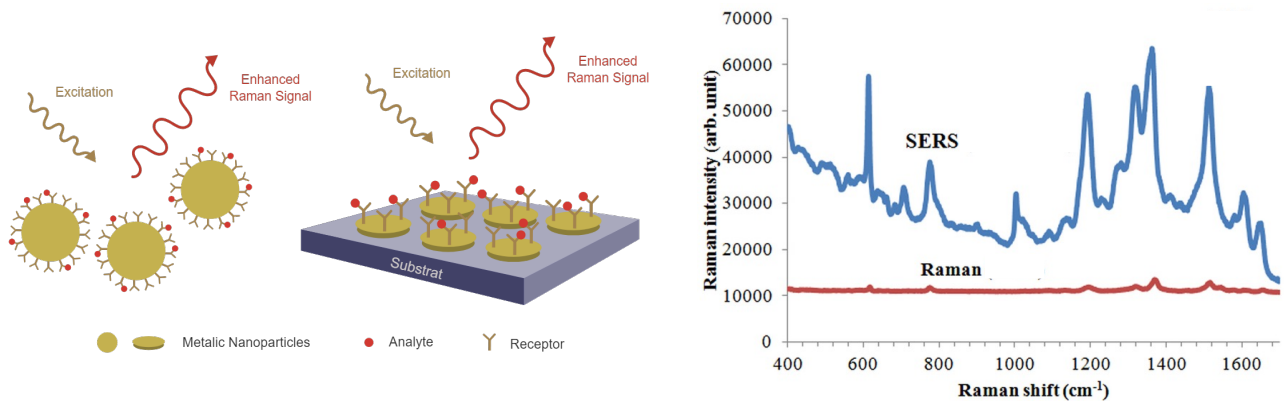 Excitation
Enhanced
Raman Signal
Excitation
Enhanced
Raman Signal
Substrat
Metalic Nanoparticles
Analyte
Receptor
70000
60000
50000
40000
30000
20000
10000
0
Raman intensity (arb. unit)
SERS
Raman
400 600 800 1000 1200 1400 1600
Raman shift (cm⁻¹)